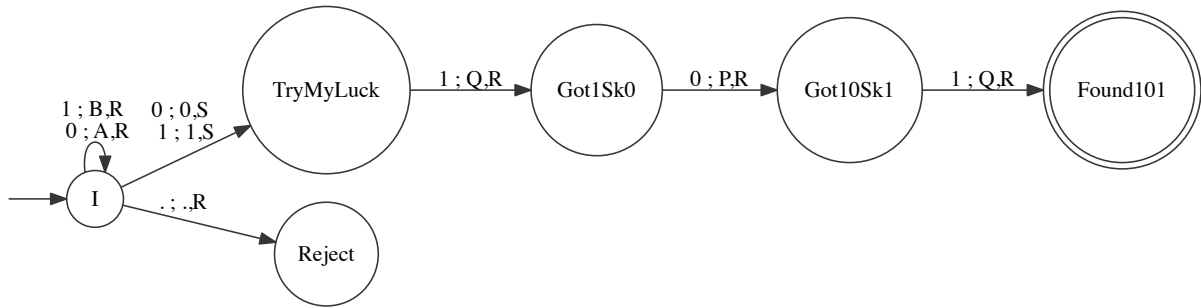 TryMyLuck
1 ; Q,R
Got1Sk0
0 ; P,R
Got10Sk1
1 ; Q,R
Found101
1 ; B,R
0 ; A,R
0 ; 0,S
1 ; 1,S
I
. ; .,R
Reject